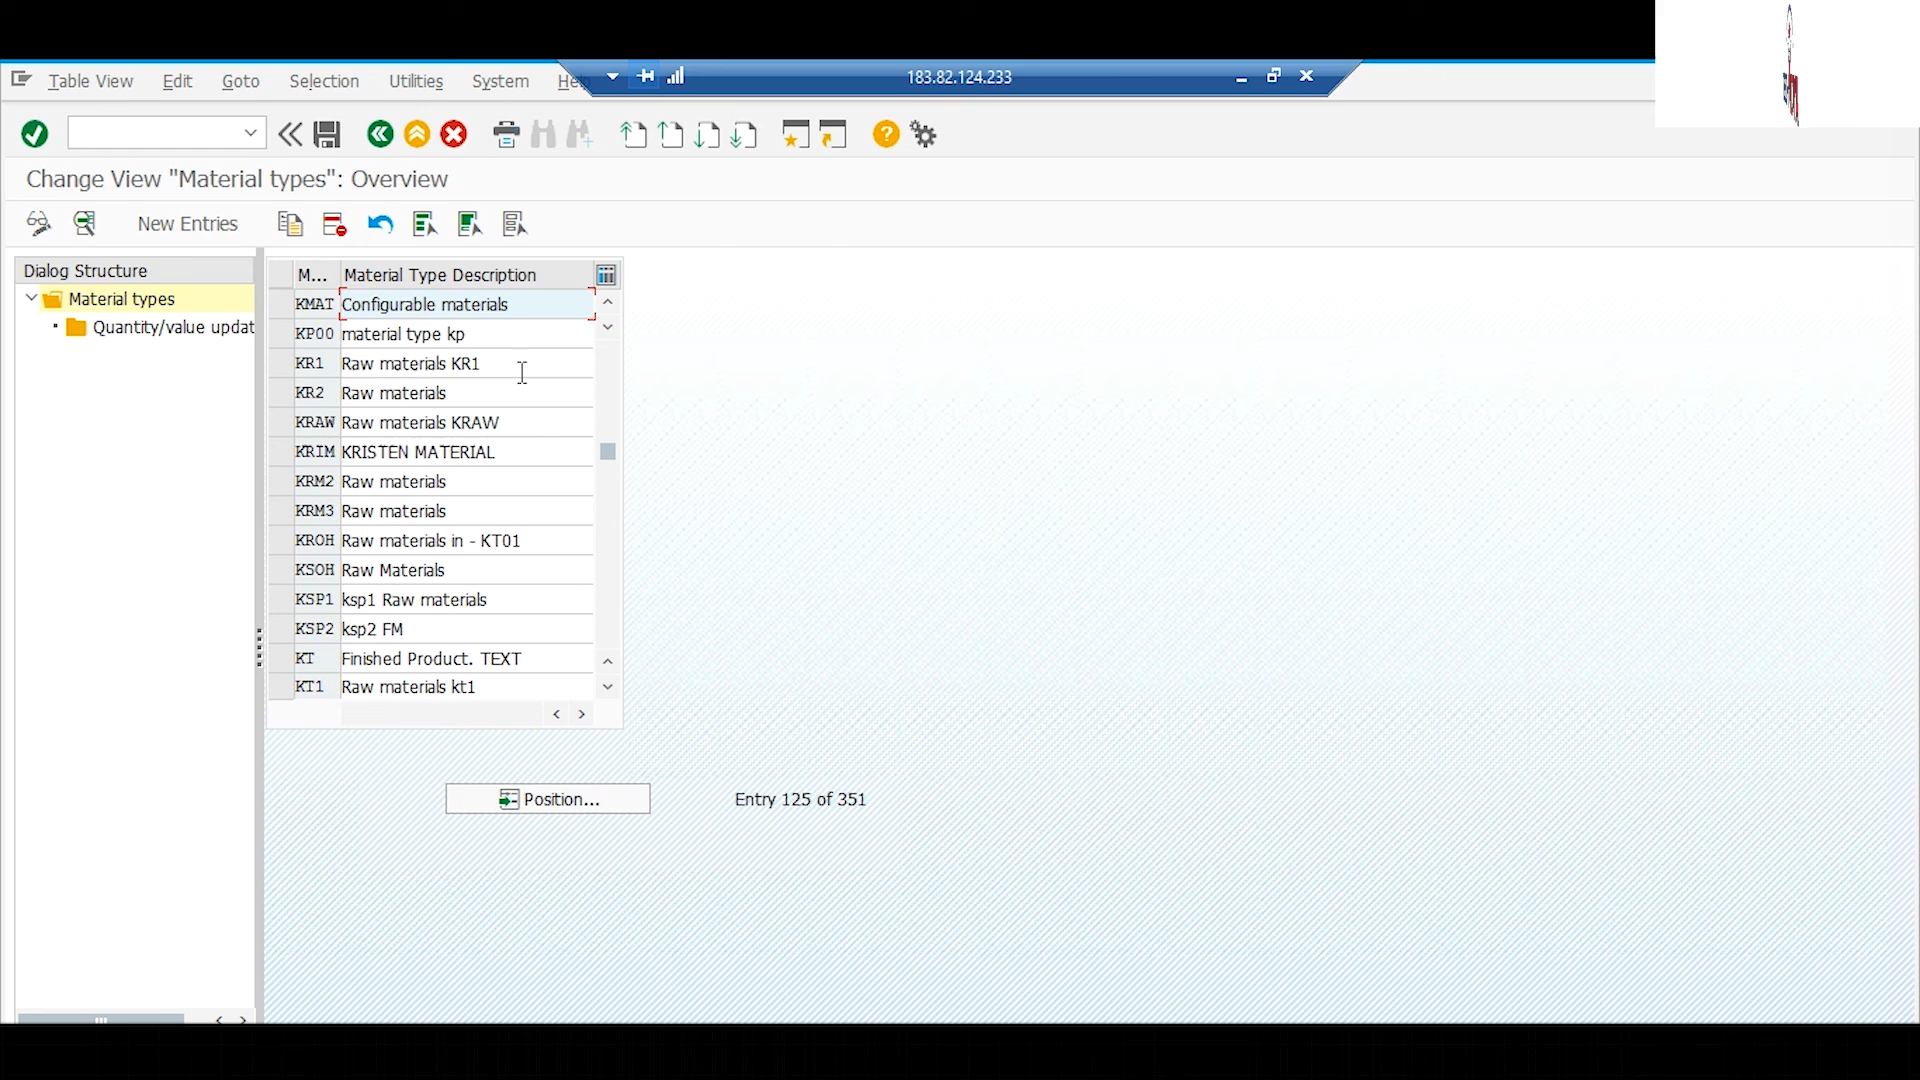 183.82.124.233
Table View Edit Goto Selection Utilities System
Change View "Material types": Overview
New Entries
Dialog Structure
Material types
Quantity/value updat
M... Material Type Description
KMAT Configurable materials
KP00 material type kp
KR1 Raw materials KR1
KR2 Raw materials
KRAW Raw materials KRAW
KRIM KRISTEN MATERIAL
KRM2 Raw materials
KRM3 Raw materials
KROH Raw materials in - KT01
KSOH Raw Materials
KSP1 ksp1 Raw materials
KSP2 ksp2 FM
KT Finished Product. TEXT
KT1 Raw materials kt1
Position... Entry 125 of 351